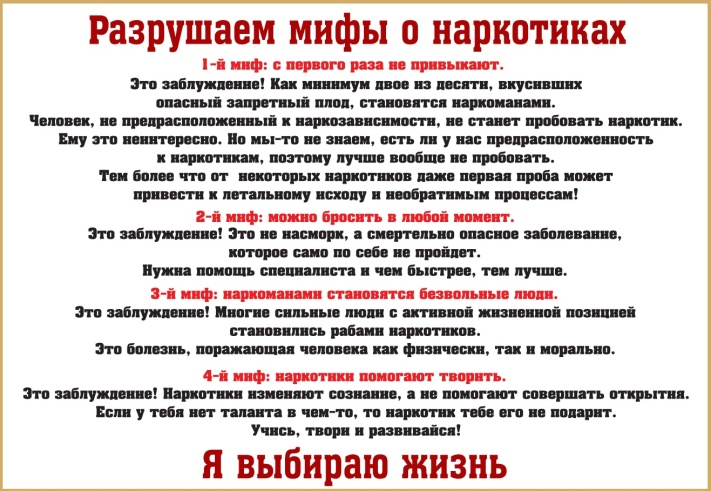 Разрушаем мифы о наркотиках
1-й миф: с первого раза не привыкают.
Это заблуждение! Как минимум двое из десяти, вкусивших
опасный запретный плод, становятся наркоманами.
Человек, не предрасположенный к наркозависимости, не станет пробовать наркотик.
Ему это неинтересно. Но мы-то не знаем, есть ли у нас предрасположенность
к наркотикам, поэтому лучше вообще не пробовать.
Тем более что от некоторых наркотиков даже первая проба может
привести к летальному исходу и необратимым процессам!
2-й миф: можно бросить в любой момент.
Это заблуждение! Это не насморк, а смертельно опасное заболевание,
которое само по себе не пройдет.
Нужна помощь специалиста и чем быстрее, тем лучше.
3-й миф: наркоманами становятся безвольные люди.
Это заблуждение! Многие сильные люди с активной жизненной позицией
становились рабами наркотиков.
Это болезнь, поражающая человека как физически, так и морально.
4-й миф: наркотики помогают творить.
Это заблуждение! Наркотики изменяют сознание, а не помогают совершать открытия.
Если у тебя нет таланта в чем-то, то наркотик тебе его не подарит.
Учись, твори и развивайся!
Я выбираю жизнь